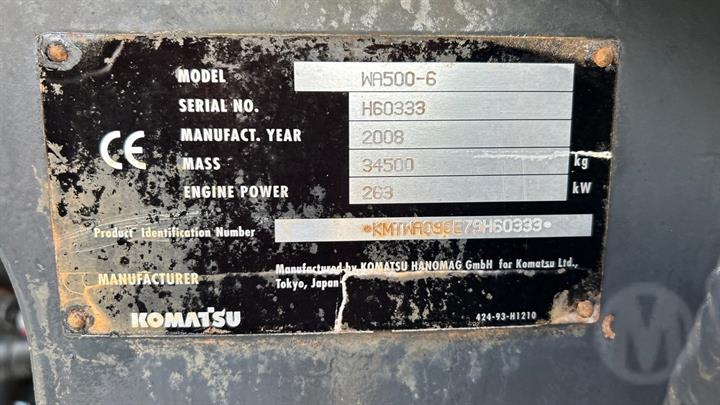 MODEL WA500-6
SERIAL NO. H60333
MANUFACT. YEAR 2008
CE
MASS 34500 kg
ENGINE POWER 263 kW
Product Identification Number
MANUFACTURER Manufactured by KOMATSU HANOMAG GmbH for Komatsu Ltd.,
Tokyo, Japan
KOMATSU 424-93-H1210
M